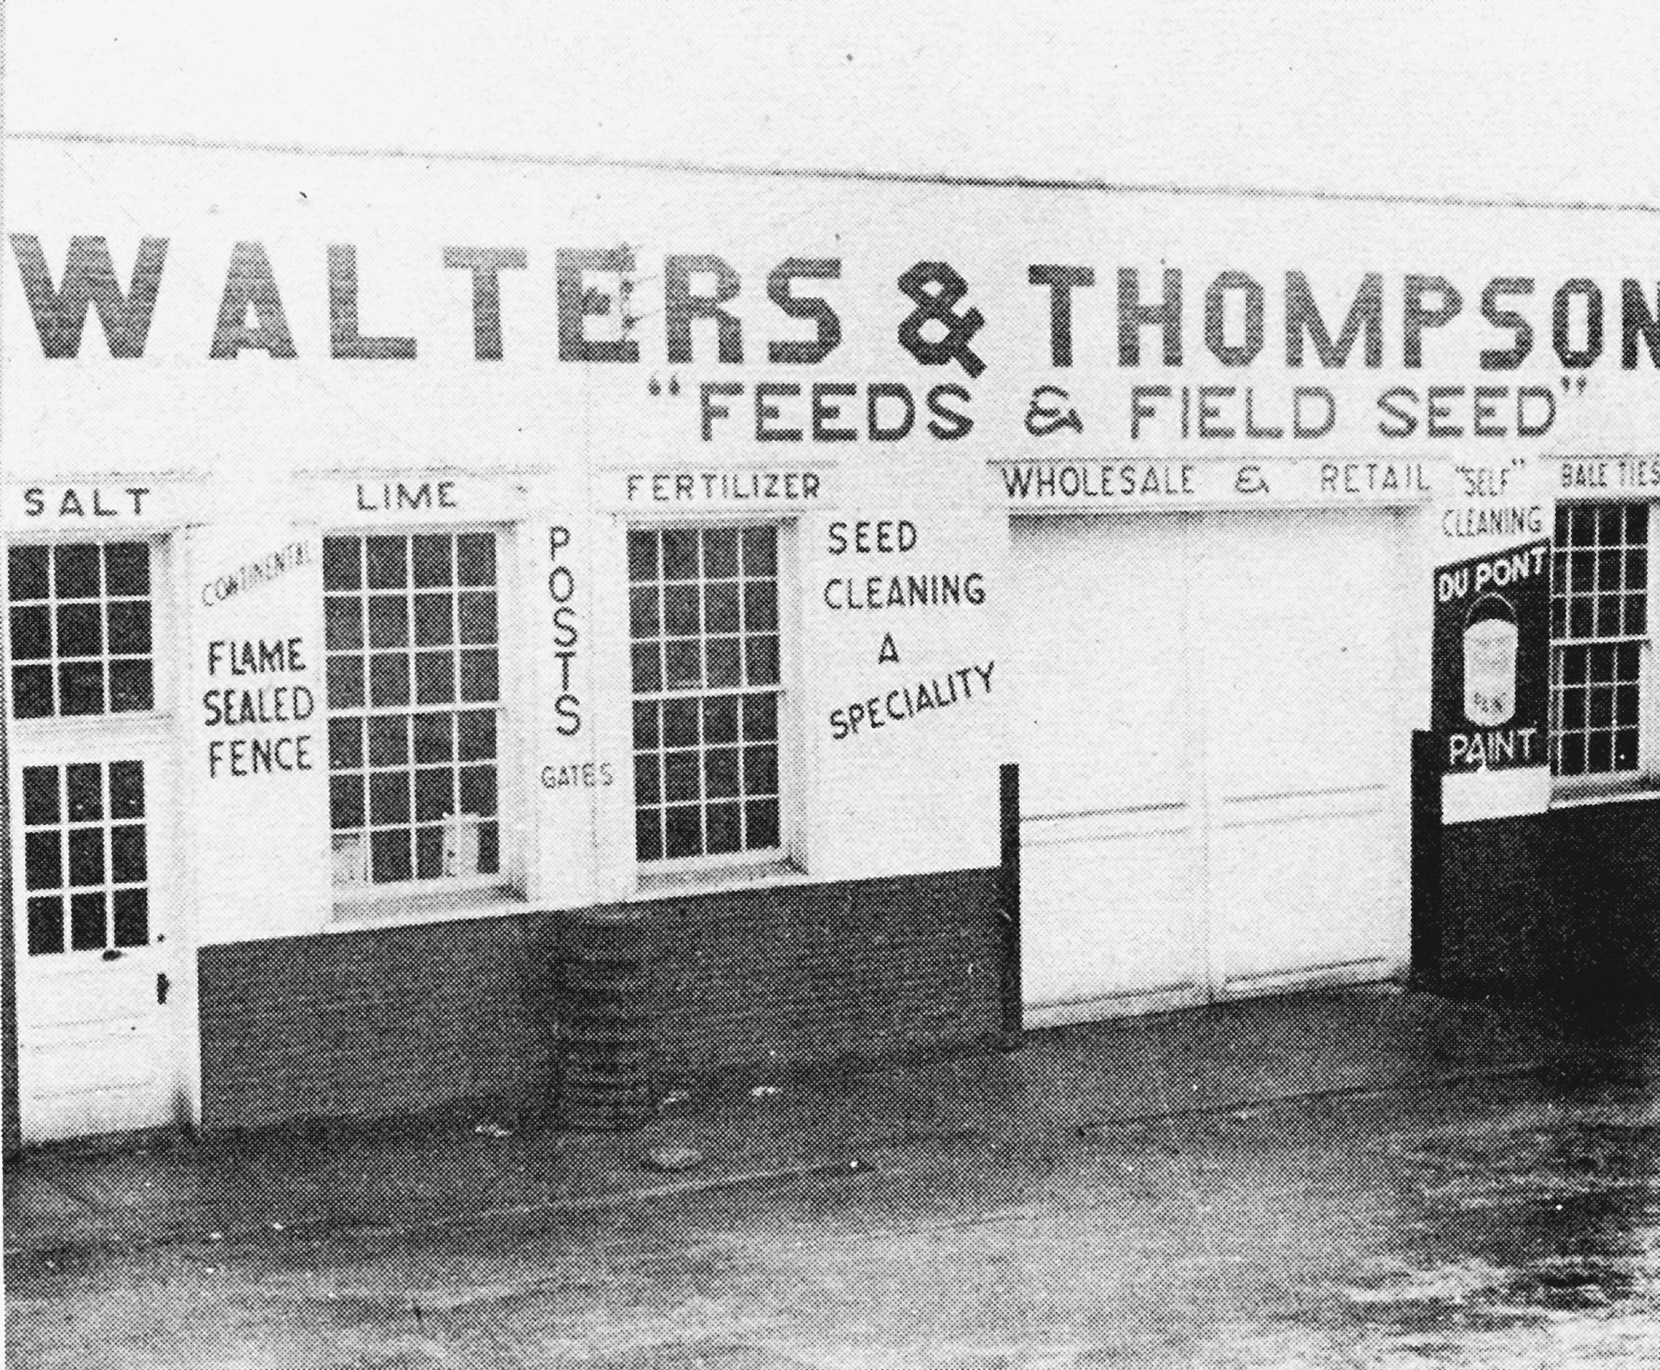 WALTERS & THOMPSON
"FEEDS & FIELD SEED"
SALT
LIME
FERTILIZER
WHOLESALE & RETAIL
"SELF"
CLEANING
BALE TIES
CONTINENTAL
FLAME
SEALED
FENCE
POSTS
GATES
SEED
CLEANING
A
SPECIALITY
DU PONT
PAINT